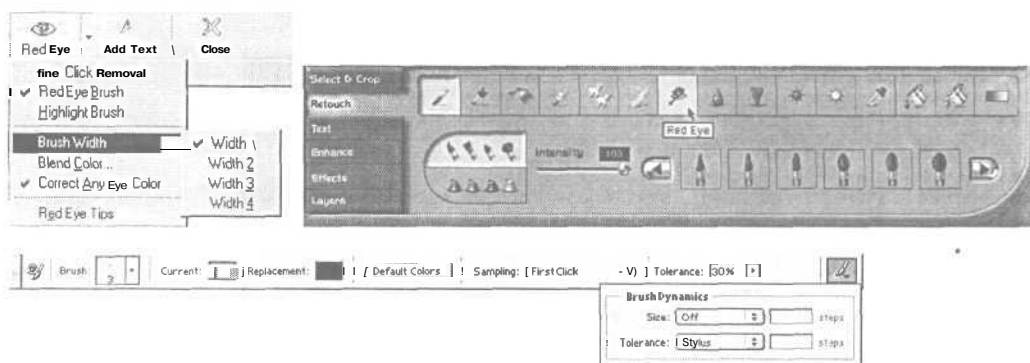 Red Eye Add Text \ Close
fine Click Removal
Red Eye Brush
Highlight Brush
Brush Width
Blend Color...
Correct Any Eye Color
Red Eye Tips
Width \
Width 2
Width 3
Width 4
Select & Crop
Retouch
Text
Enhance
Effects
Layers
Red Eye
Intensity 100
Brush 3 Current: j Replacement: [ Default Colors ] ! Sampling: [ First Click - V) ] Tolerance: 30%
Brush Dynamics
Size: Off steps
Tolerance: Stylus steps